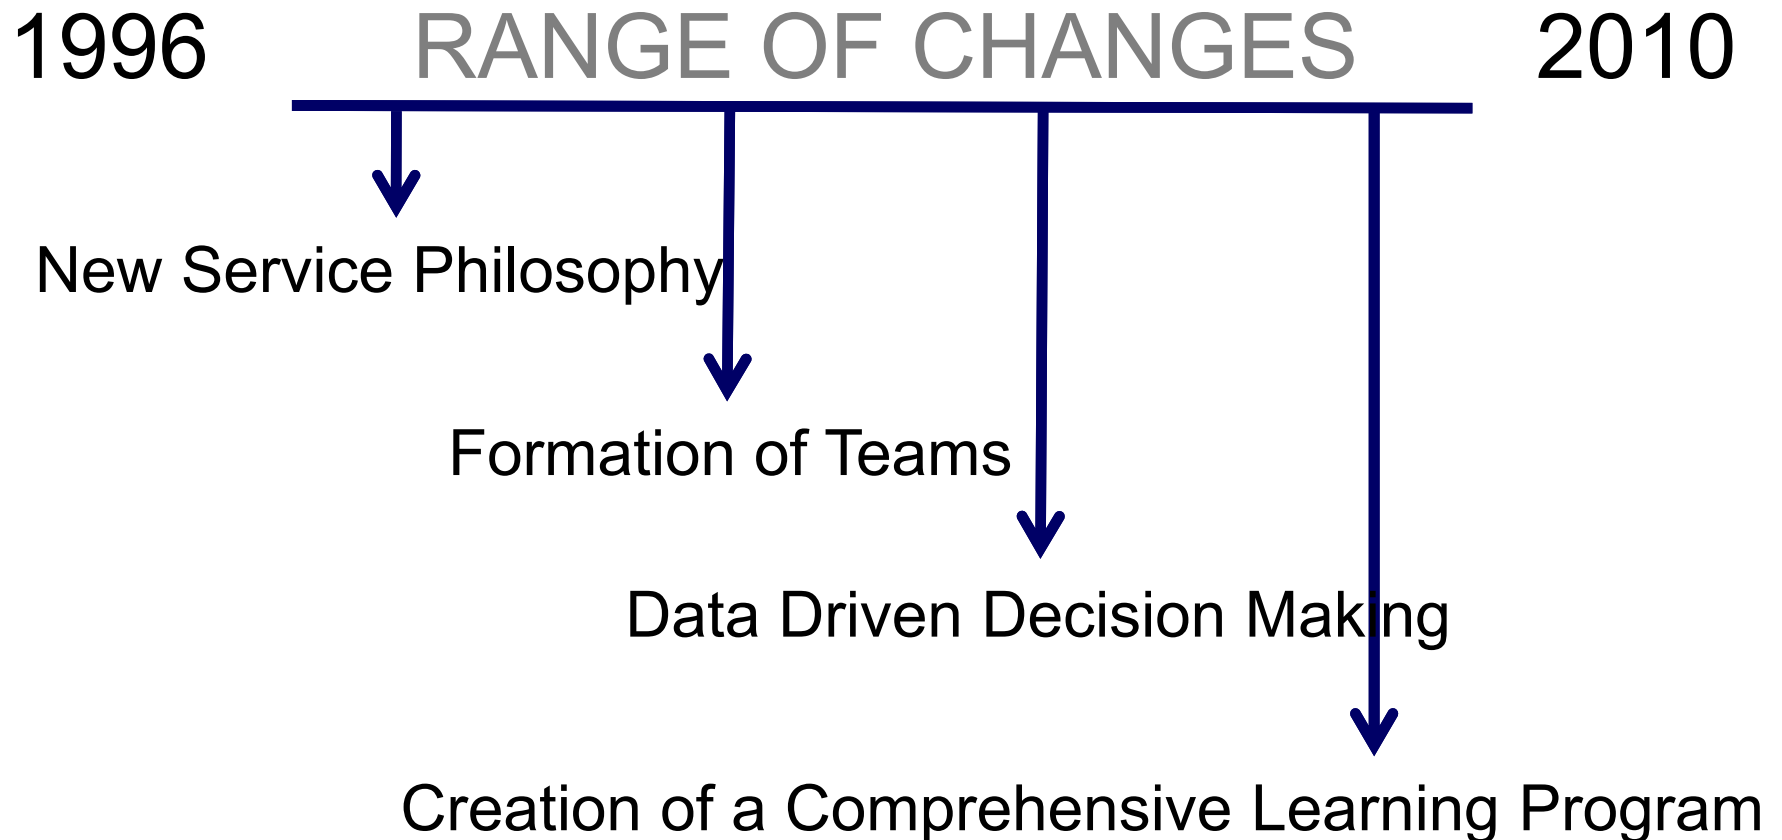 1996 RANGE OF CHANGES 2010
New Service Philosophy
Formation of Teams
Data Driven Decision Making
Creation of a Comprehensive Learning Program